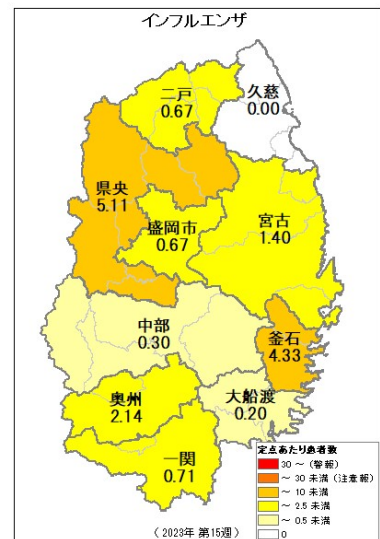 インフルエンザ
二戸
0.67
久慈
0.00
県央
5.11
盛岡市
0.67
宮古
1.40
中部
0.30
釜石
4.33
奥州
2.14
大船渡
0.20
一関
0.71
定点あたり患者数
30 ~ (警報)
~ 30 未満 (注意報)
~ 10 未満
~ 2.5 未満
~ 0.5 未満
0
( 2023年 第15週 )